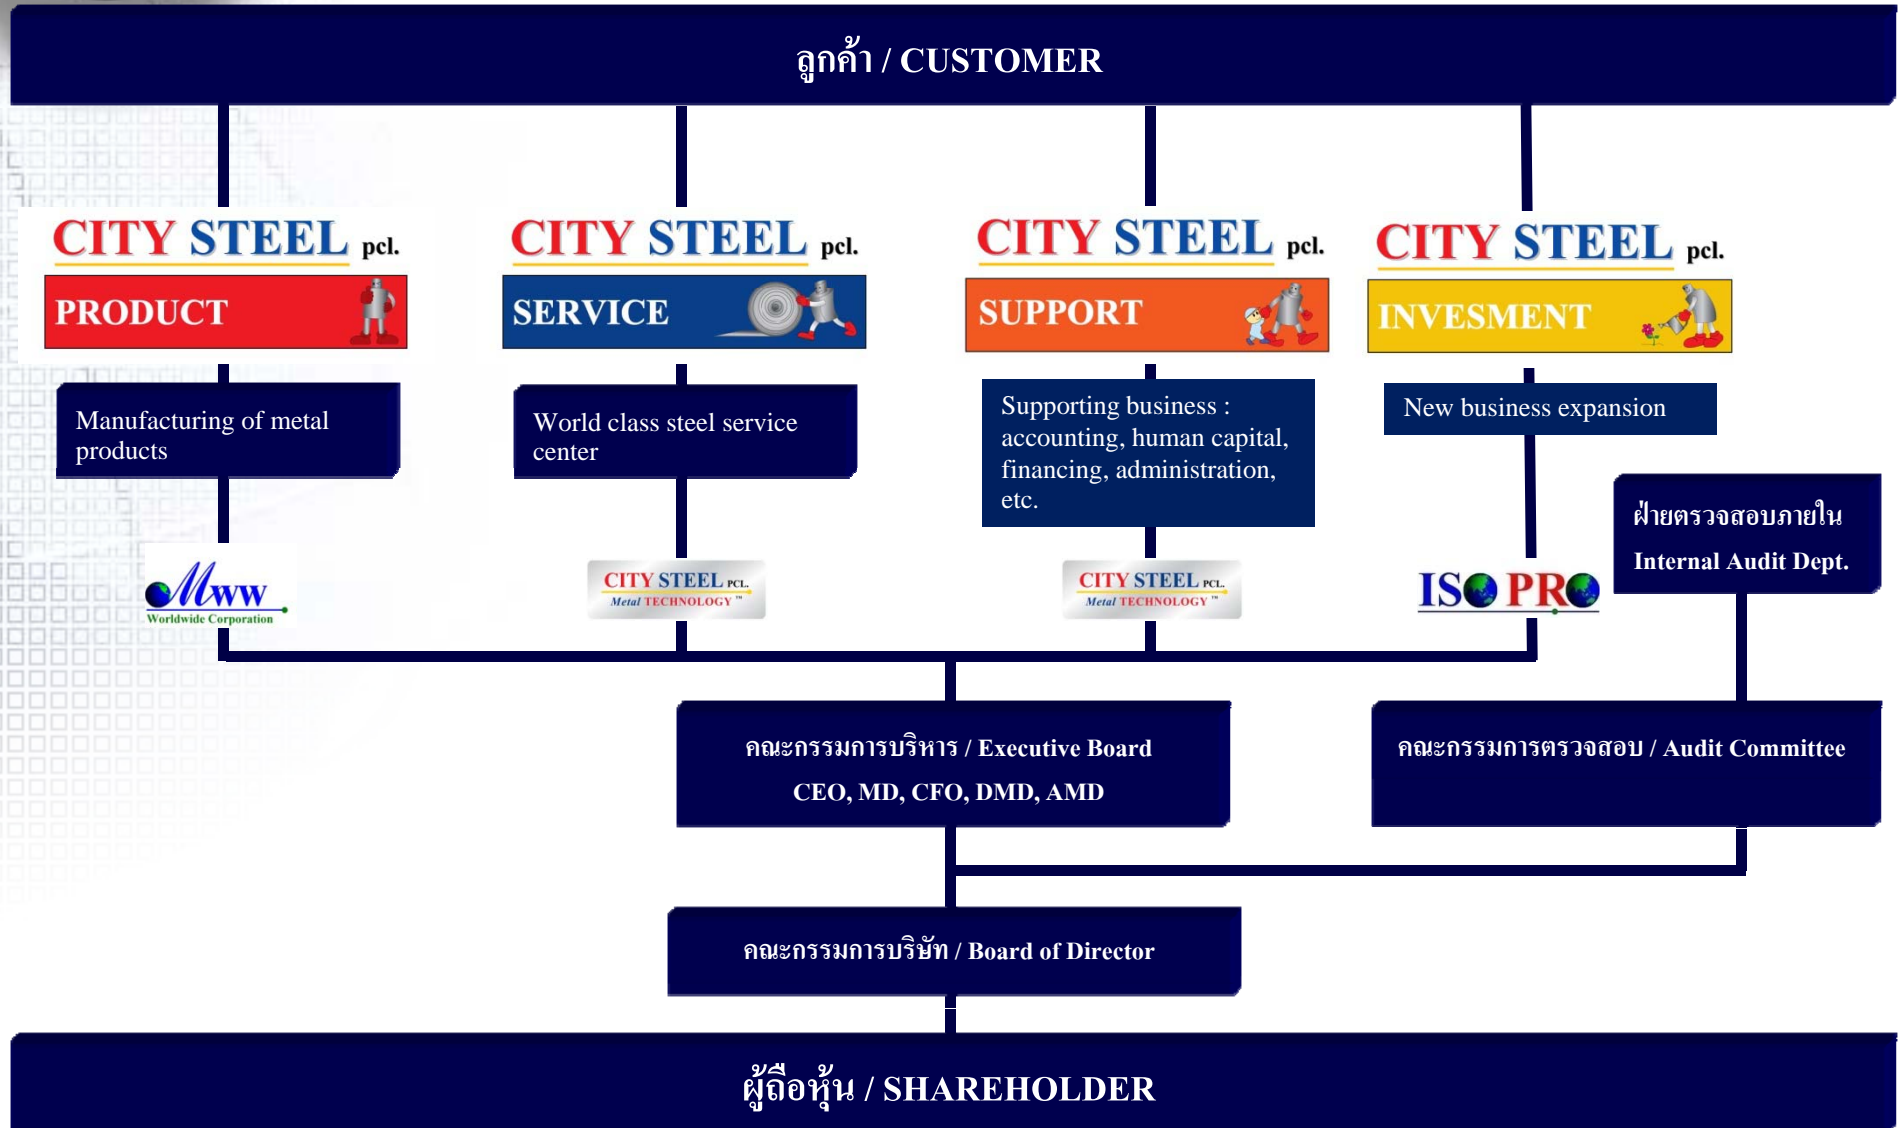 ลูกค้า / CUSTOMER
CITY STEEL pcl.
PRODUCT
CITY STEEL pcl.
SERVICE
CITY STEEL pcl.
SUPPORT
CITY STEEL pcl.
INVESMENT
Manufacturing of metal
products
World class steel service
center
Supporting business :
accounting, human capital,
financing, administration,
etc.
New business expansion
ฝ่ายตรวจสอบภายใน
Internal Audit Dept.
Mww
Worldwide Corporation
CITY STEEL PCL.
Metal TECHNOLOGY ™
CITY STEEL PCL.
Metal TECHNOLOGY ™
ISO PRO
คณะกรรมการบริหาร / Executive Board
CEO, MD, CFO, DMD, AMD
คณะกรรมการตรวจสอบ / Audit Committee
คณะกรรมการบริษัท / Board of Director
ผู้ถือหุ้น / SHAREHOLDER